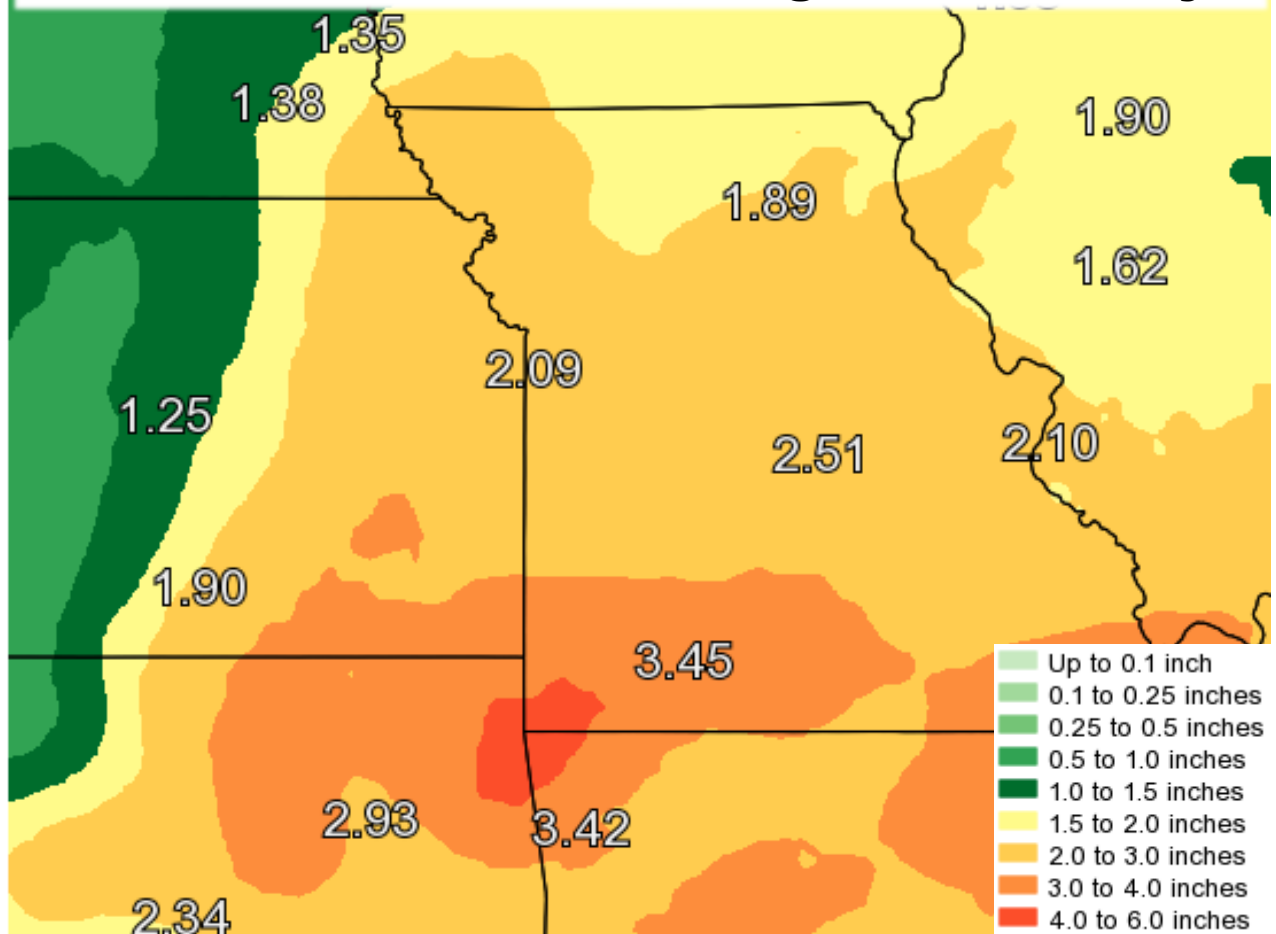 1.35
1.38
1.90
1.89
1.62
2.09
1.25
2.51
2.10
1.90
3.45
2.93
3.42
2.34
Up to 0.1 inch
0.1 to 0.25 inches
0.25 to 0.5 inches
0.5 to 1.0 inches
1.0 to 1.5 inches
1.5 to 2.0 inches
2.0 to 3.0 inches
3.0 to 4.0 inches
4.0 to 6.0 inches